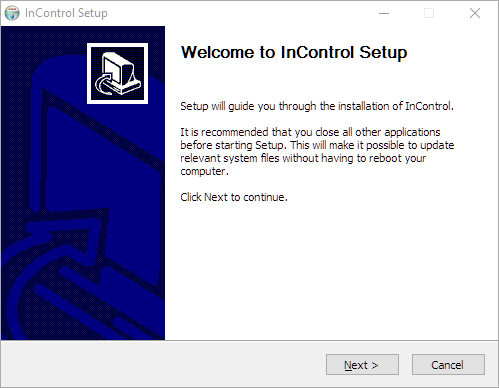 InControl Setup
Welcome to InControl Setup
Setup will guide you through the installation of InControl.
It is recommended that you close all other applications
before starting Setup. This will make it possible to update
relevant system files without having to reboot your
computer.
Click Next to continue.
Next >
Cancel